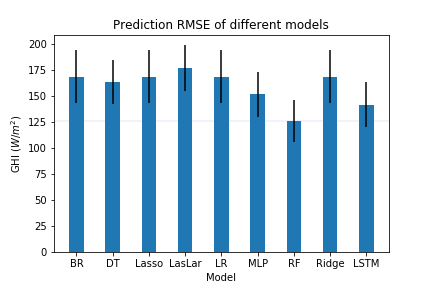 Prediction RMSE of different models
GHI (W/m²)
200
175
150
125
100
75
50
25
0
BR DT Lasso LasLar LR MLP RF Ridge LSTM
Model